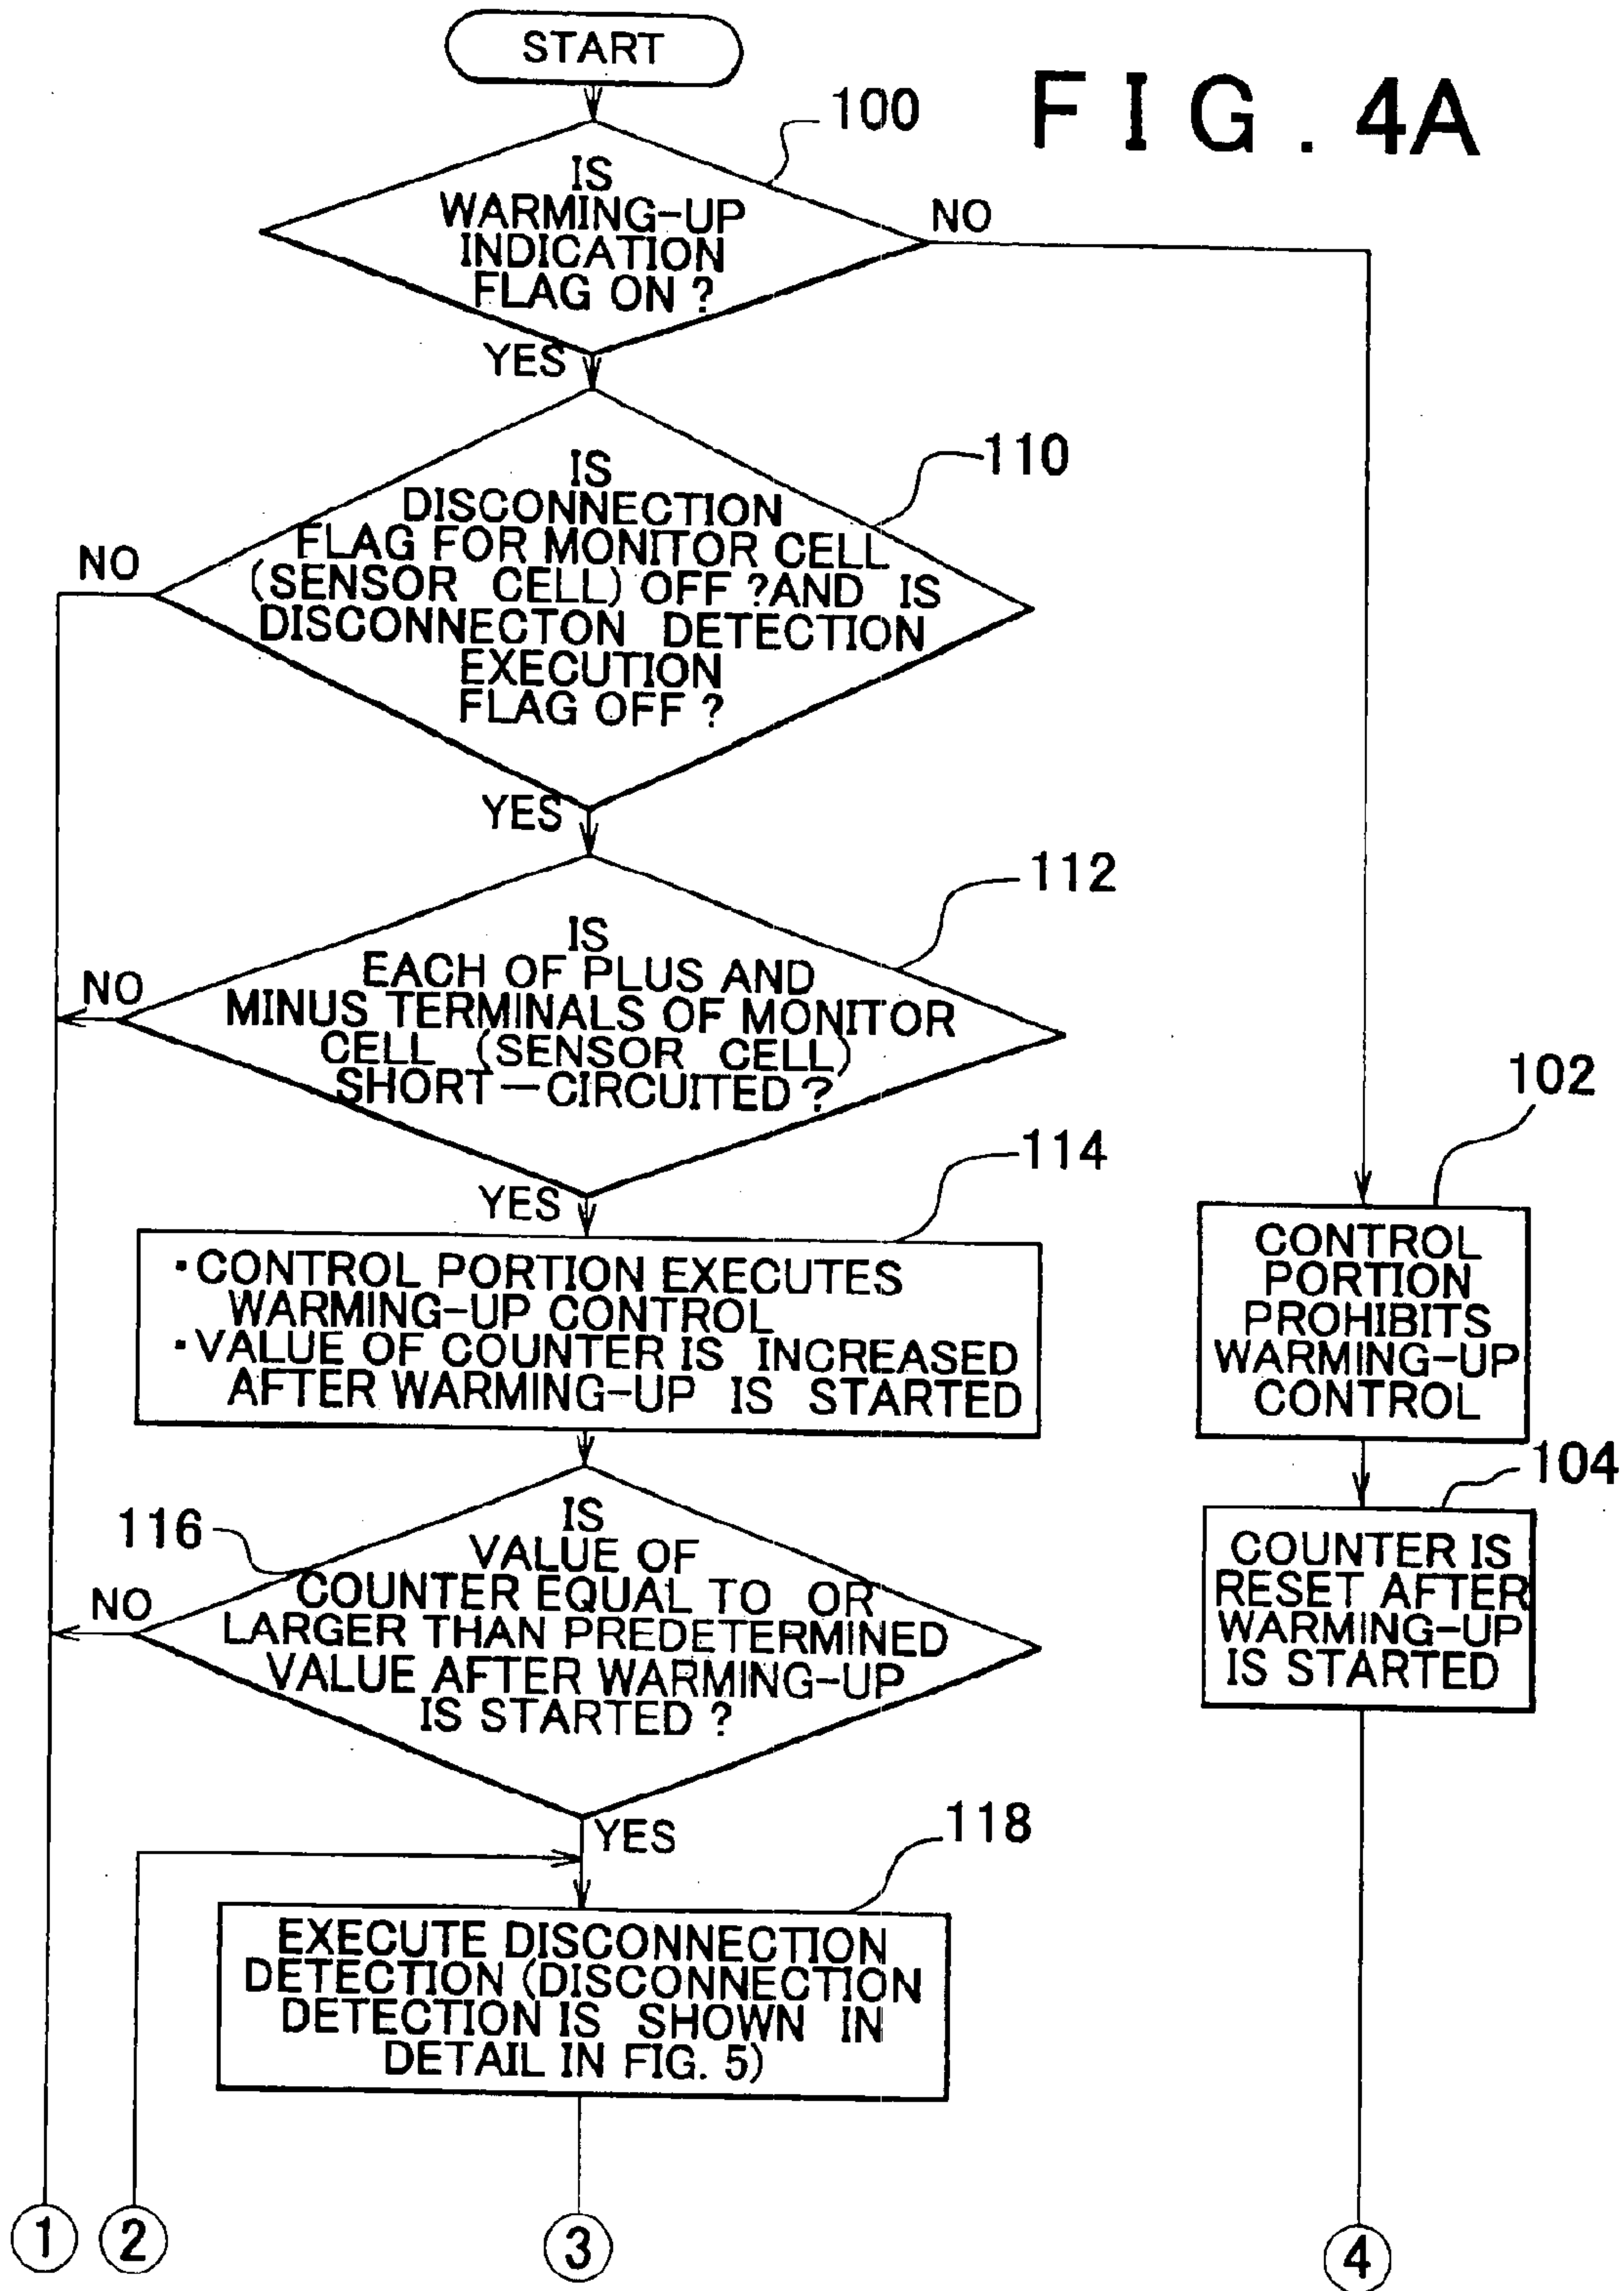 START
FIG. 4A
100
IS
WARMING-UP
INDICATION
FLAG ON ?
NO
YES
110
IS
DISCONNECTION
FLAG FOR MONITOR CELL
(SENSOR CELL) OFF ?AND IS
DISCONNECTON DETECTION
EXECUTION
FLAG OFF ?
NO
YES
112
IS
EACH OF PLUS AND
MINUS TERMINALS OF MONITOR
CELL (SENSOR CELL)
SHORT-CIRCUITED ?
NO
YES
114
·CONTROL PORTION EXECUTES
WARMING-UP CONTROL
·VALUE OF COUNTER IS INCREASED
AFTER WARMING-UP IS STARTED
102
CONTROL
PORTION
PROHIBITS
WARMING-UP
CONTROL
104
COUNTER IS
RESET AFTER
WARMING-UP
IS STARTED
116
IS
VALUE OF
COUNTER EQUAL TO OR
LARGER THAN PREDETERMINED
VALUE AFTER WARMING-UP
IS STARTED ?
NO
YES
118
EXECUTE DISCONNECTION
DETECTION (DISCONNECTION
DETECTION IS SHOWN IN
DETAIL IN FIG. 5)
1
2
3
4